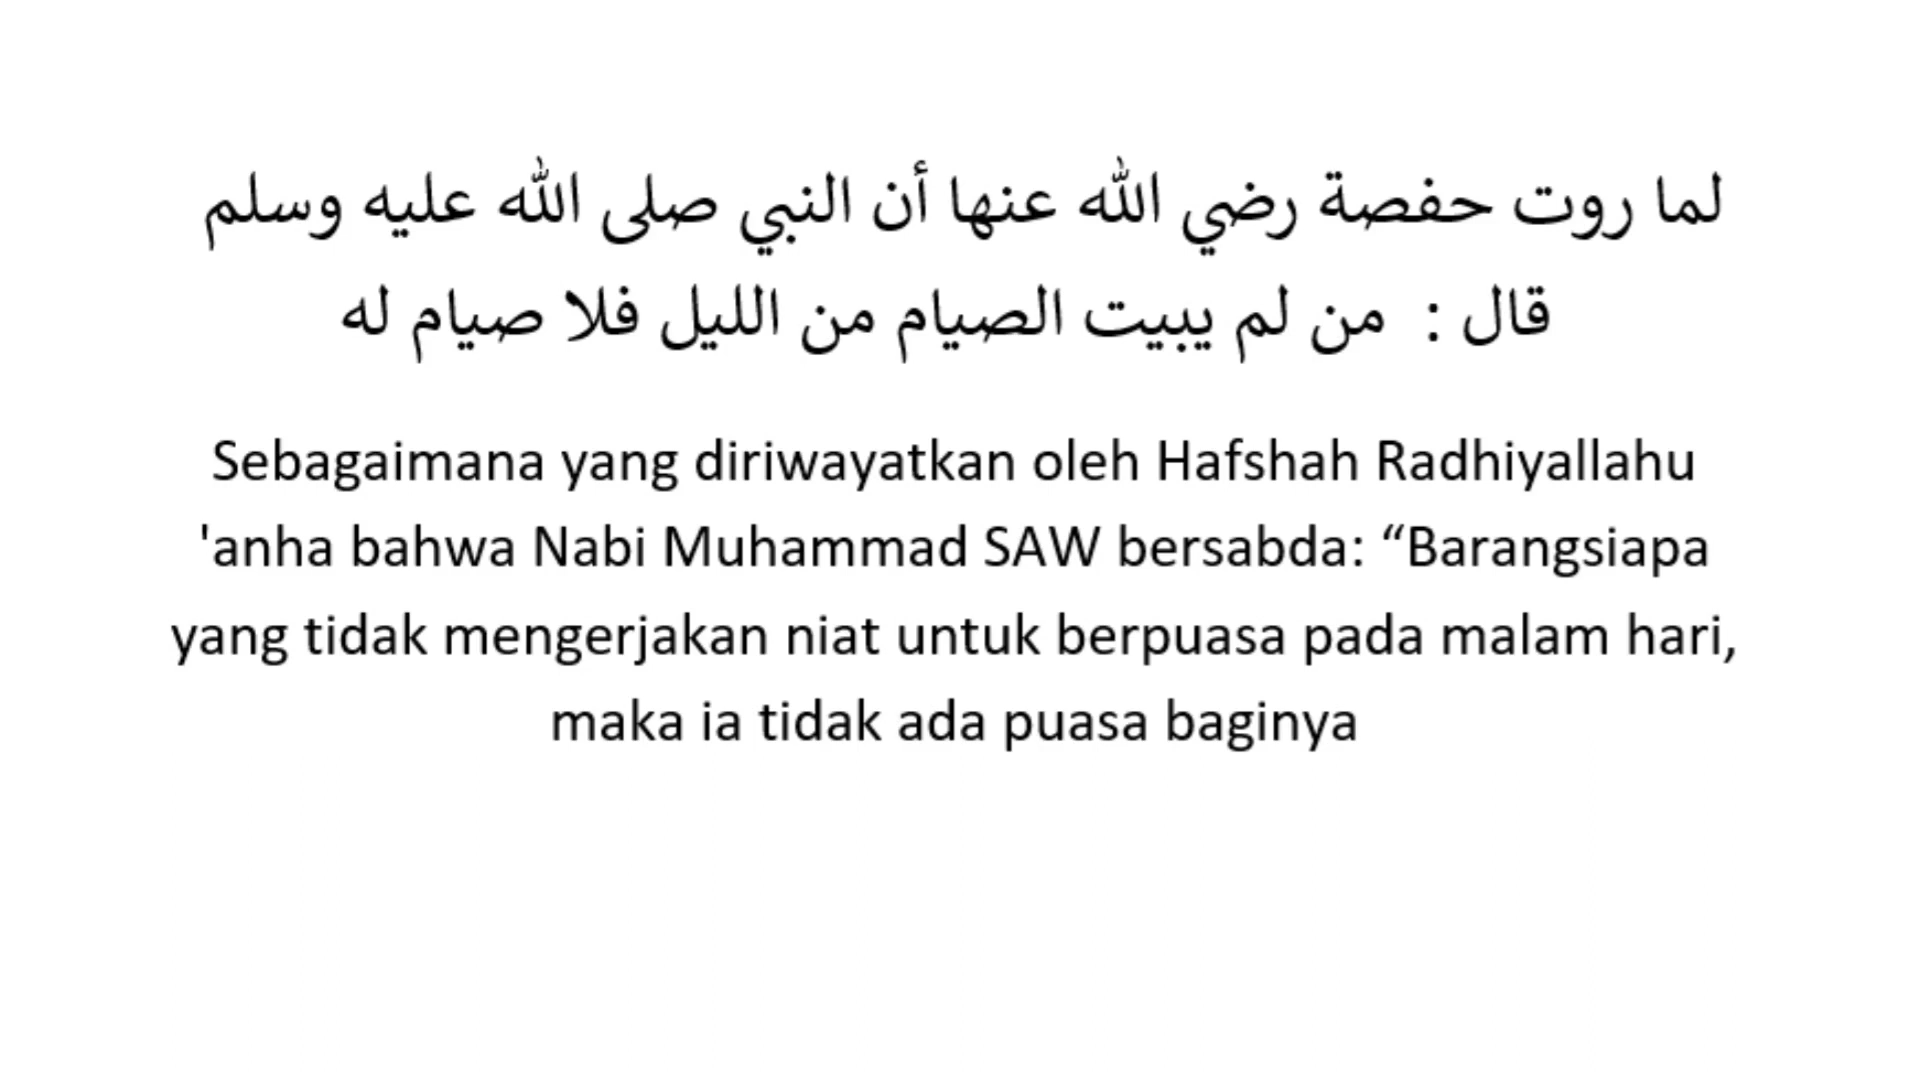 لما روت حفصة رضي الله عنها أن النبي صلى الله عليه وسلم
قال :  من لم يبيت الصيام من الليل فلا صيام له
Sebagaimana yang diriwayatkan oleh Hafshah Radhiyallahu
'anha bahwa Nabi Muhammad SAW bersabda: “Barangsiapa
yang tidak mengerjakan niat untuk berpuasa pada malam hari,
maka ia tidak ada puasa baginya